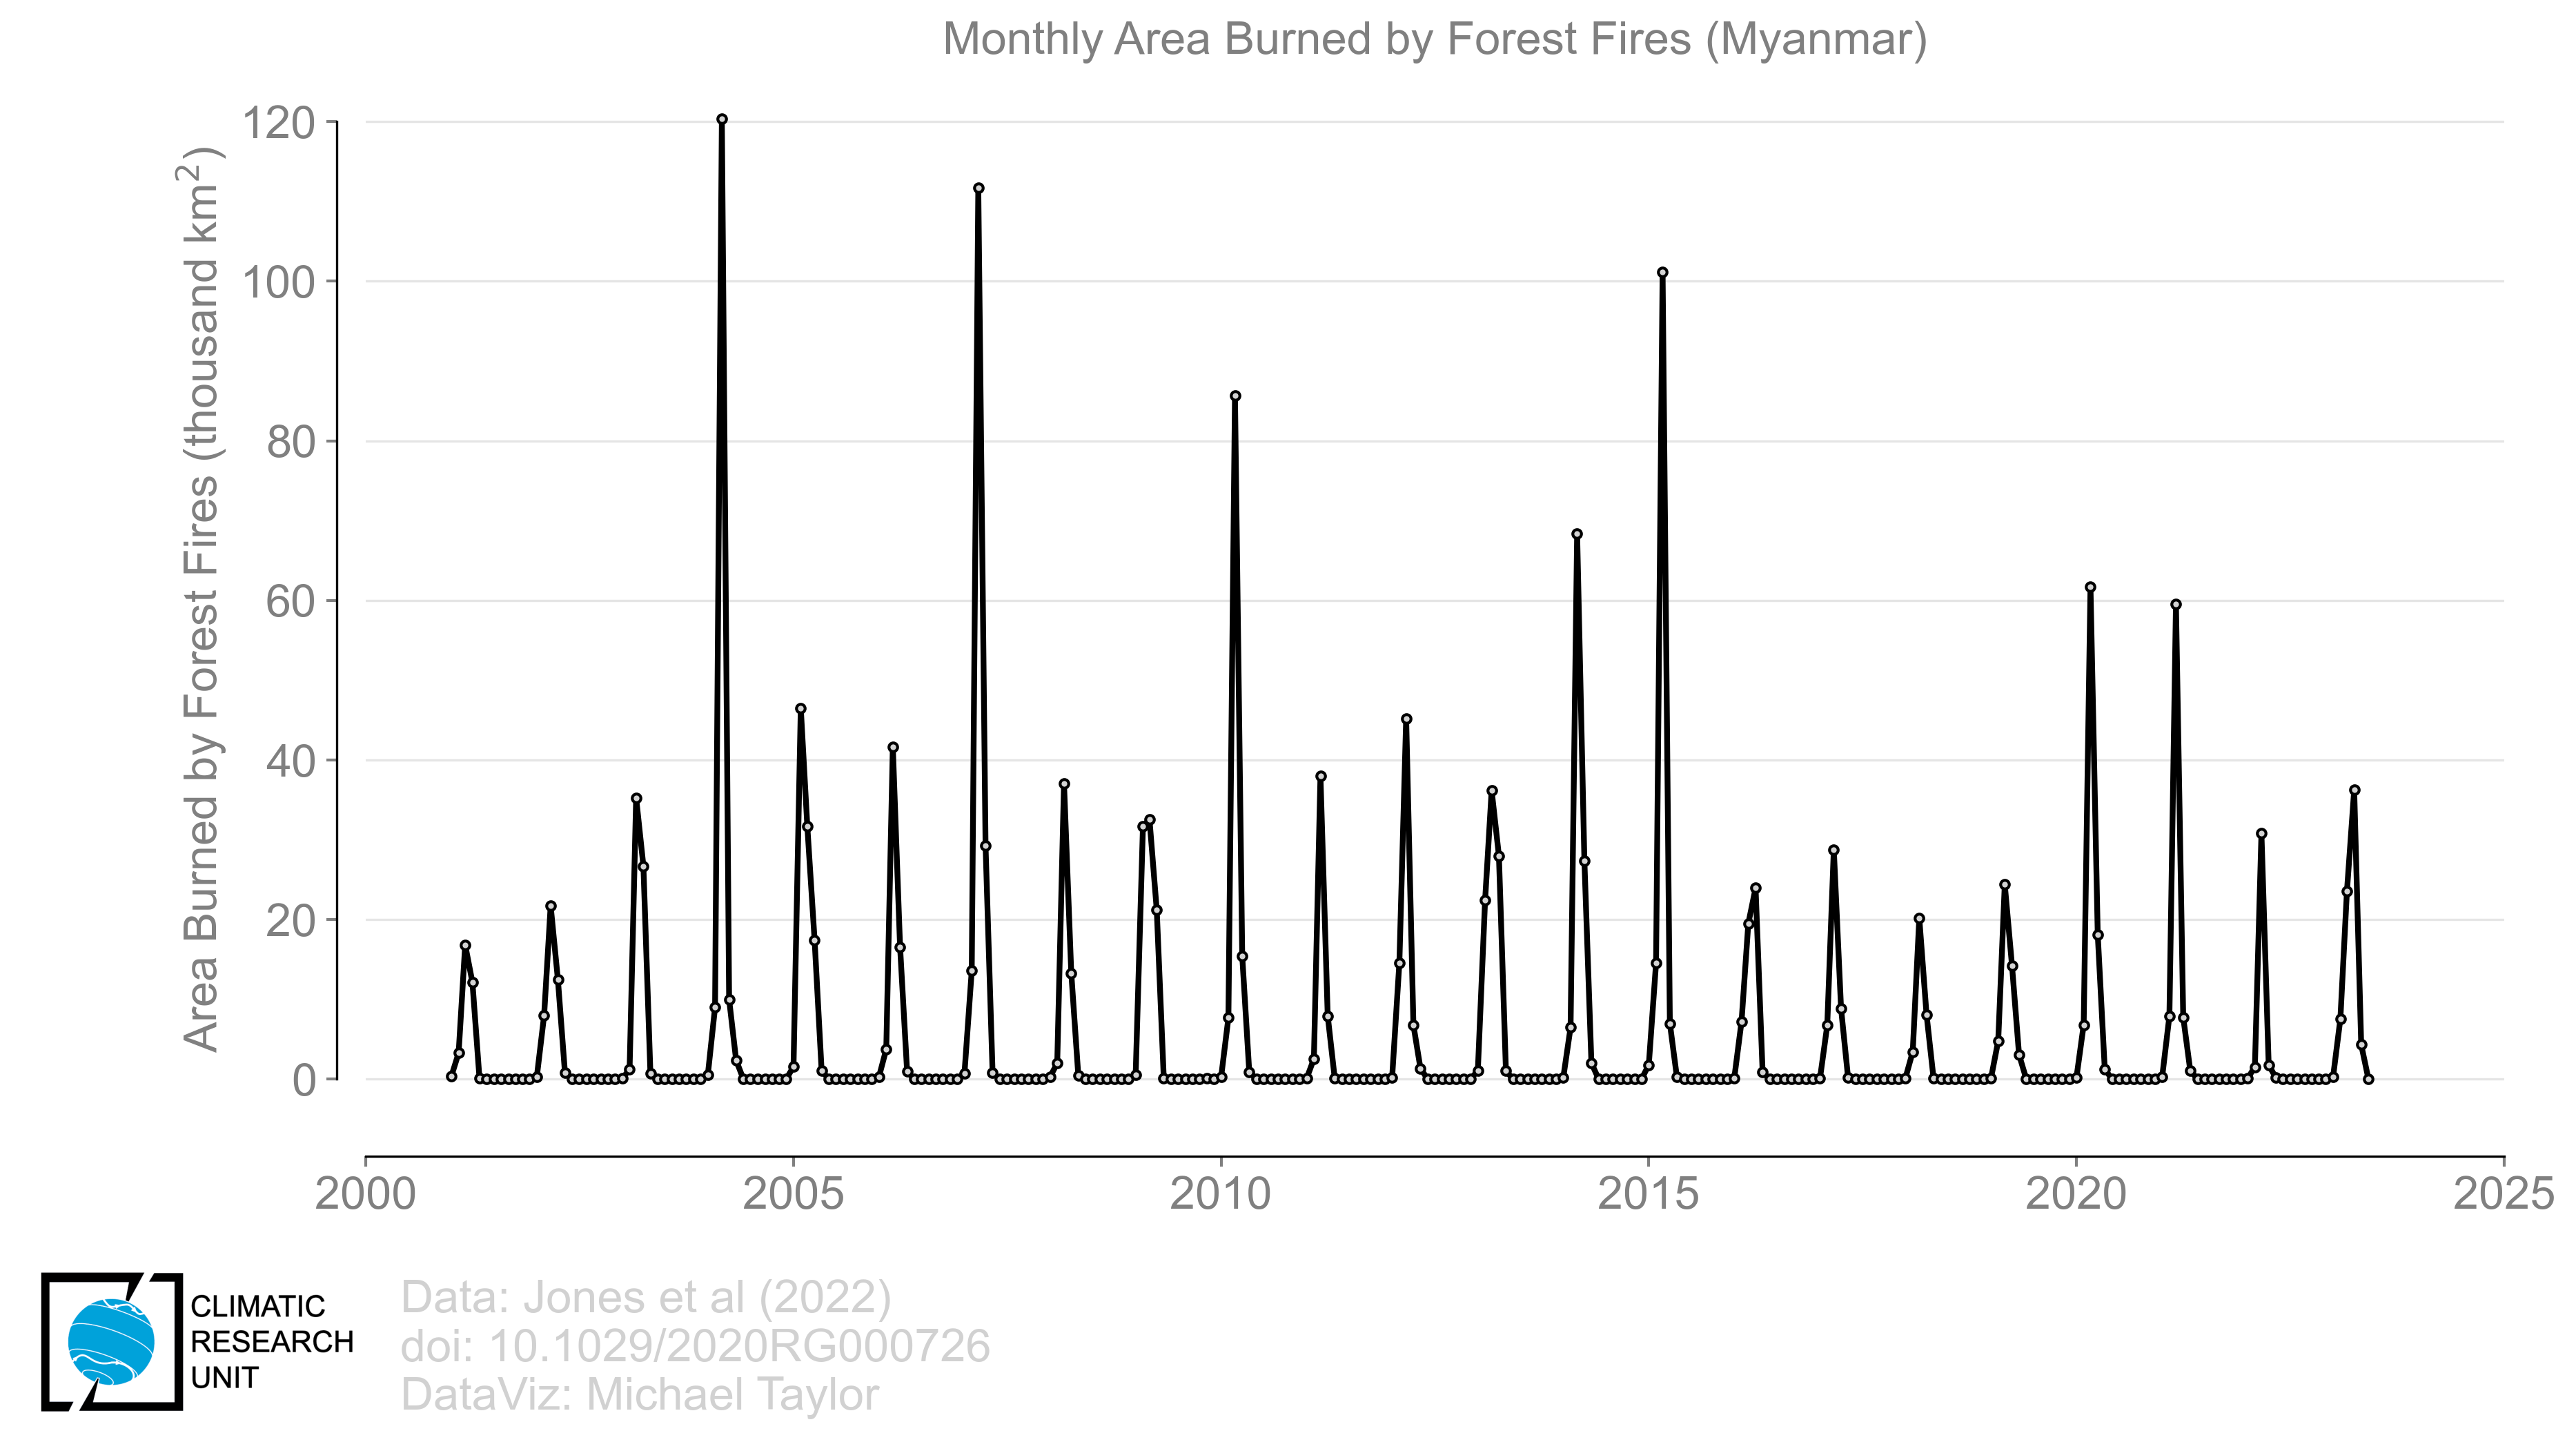 Monthly Area Burned by Forest Fires (Myanmar)
Area Burned by Forest Fires (thousand km²)
120
100
80
60
40
20
0
2000
2005
2010
2015
2020
2025
CLIMATIC
RESEARCH
UNIT
Data: Jones et al (2022)
doi: 10.1029/2020RG000726
DataViz: Michael Taylor